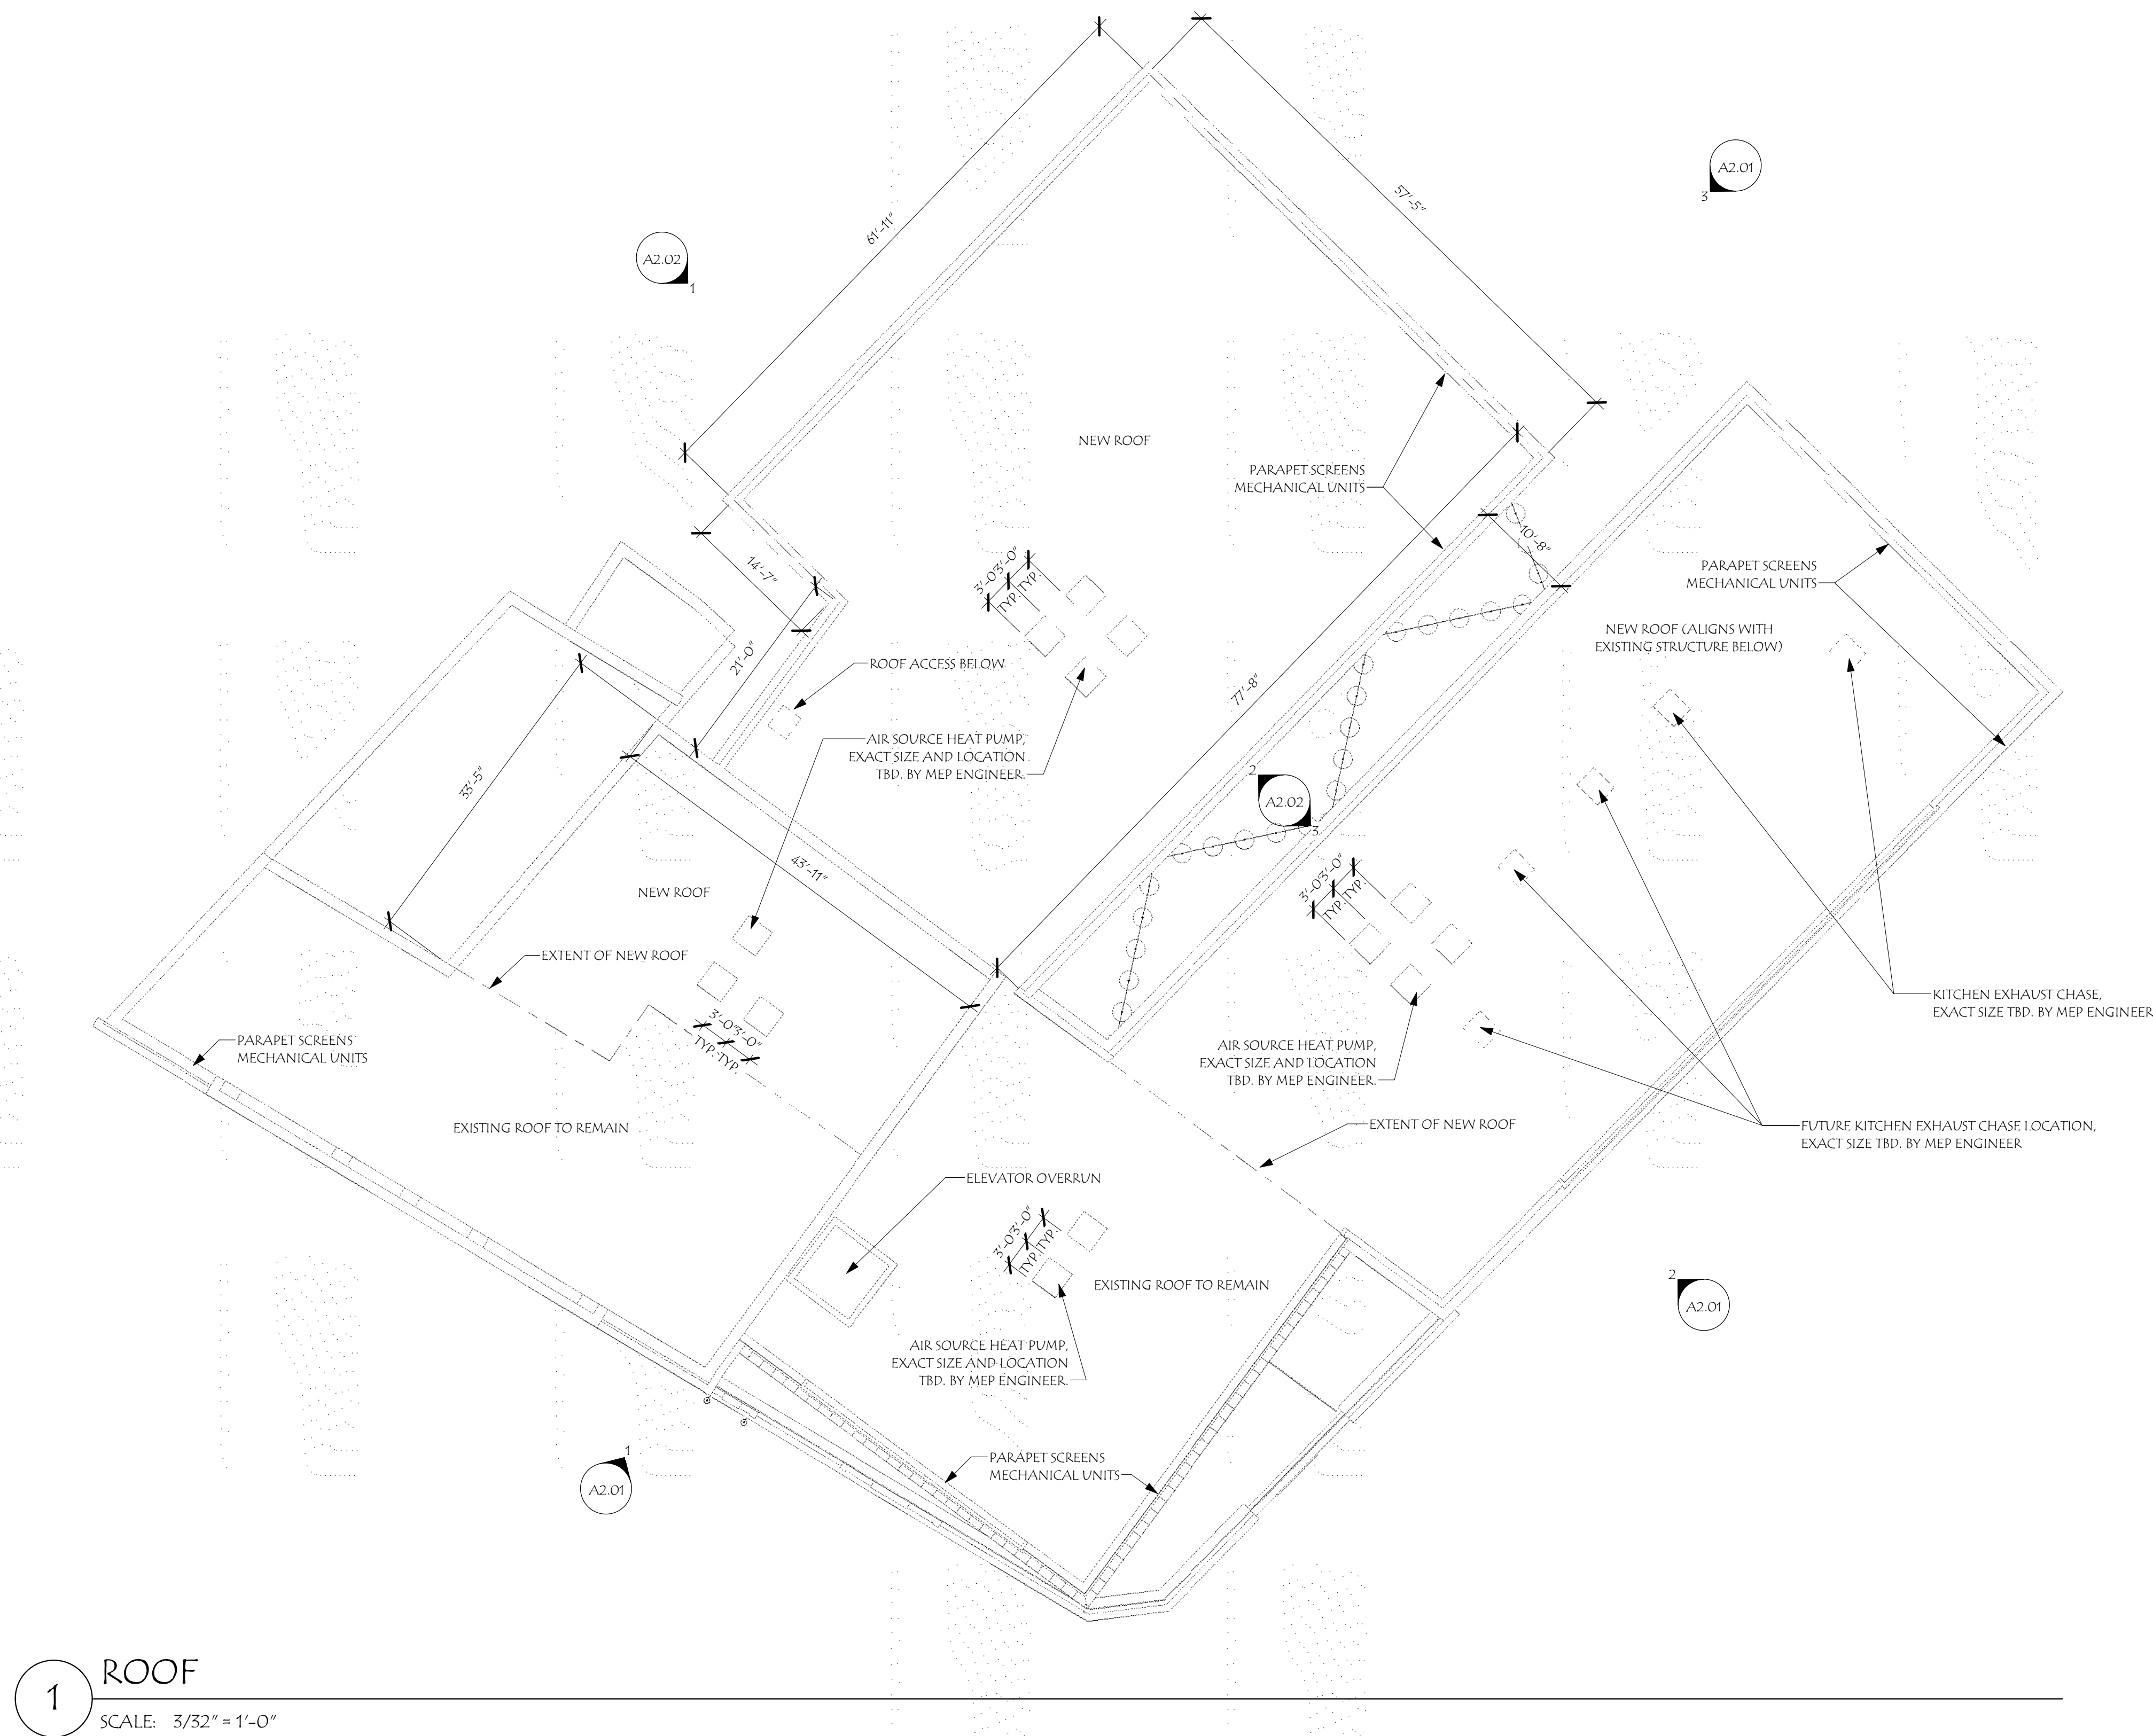 A2.01
3
A2.02
1
61'-11"
57'-5"
NEW ROOF
PARAPET SCREENS
MECHANICAL UNITS
10'-8"
PARAPET SCREENS
MECHANICAL UNITS
14'-7"
3'-0"
3'-0"
TYP.
TYP.
NEW ROOF (ALIGNS WITH
EXISTING STRUCTURE BELOW)
21'-0"
ROOF ACCESS BELOW
77'-8"
AIR SOURCE HEAT PUMP,
EXACT SIZE AND LOCATION
TBD. BY MEP ENGINEER.
33'-5"
2
A2.02
3
43'-11"
NEW ROOF
3'-0"
3'-0"
TYP.
TYP.
EXTENT OF NEW ROOF
KITCHEN EXHAUST CHASE,
EXACT SIZE TBD. BY MEP ENGINEER
3'-0"
3'-0"
TYP.
TYP.
PARAPET SCREENS
MECHANICAL UNITS
AIR SOURCE HEAT PUMP,
EXACT SIZE AND LOCATION
TBD. BY MEP ENGINEER.
EXISTING ROOF TO REMAIN
EXTENT OF NEW ROOF
FUTURE KITCHEN EXHAUST CHASE LOCATION,
EXACT SIZE TBD. BY MEP ENGINEER
ELEVATOR OVERRUN
3'-0"
3'-0"
TYP.
TYP.
EXISTING ROOF TO REMAIN
2
A2.01
AIR SOURCE HEAT PUMP,
EXACT SIZE AND LOCATION
TBD. BY MEP ENGINEER.
1
A2.01
PARAPET SCREENS
MECHANICAL UNITS
1
ROOF
SCALE: 3/32" = 1'-0"